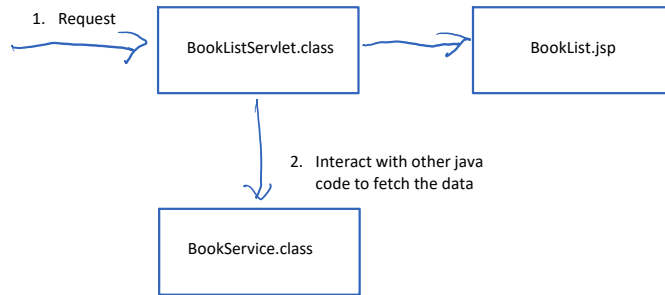 1. Request
BookListServlet.class
BookList.jsp
2. Interact with other java
code to fetch the data
BookService.class